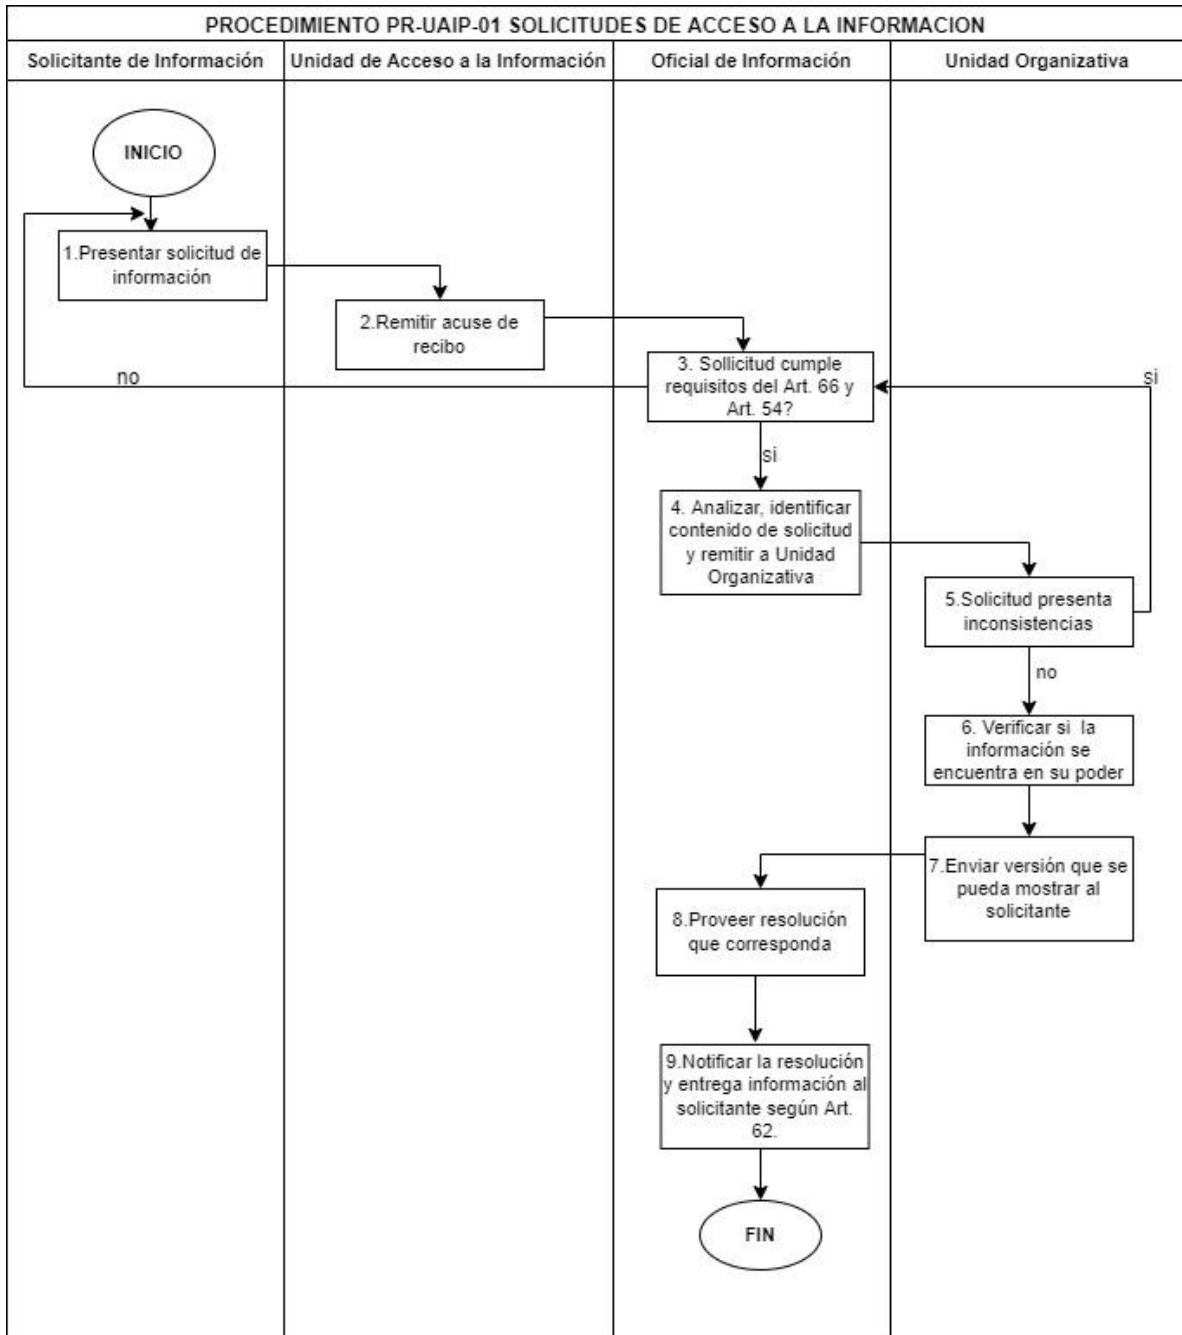 PROCEDIMIENTO PR-UAIP-01 SOLICITUDES DE ACCESO A LA INFORMACION
Solicitante de Información
Unidad de Acceso a la Información
Oficial de Información
Unidad Organizativa
INICIO
1.Presentar solicitud de
información
2.Remitir acuse de
recibo
3. Sollicitud cumple
requisitos del Art. 66 y
Art. 54?
no
si
si
4. Analizar, identificar
contenido de solicitud
y remitir a Unidad
Organizativa
5.Solicitud presenta
inconsistencias
no
6. Verificar si la
información se
encuentra en su poder
7.Enviar versión que se
pueda mostrar al
solicitante
8.Proveer resolución
que corresponda
9.Notificar la resolución
y entrega información al
solicitante según Art.
62.
FIN